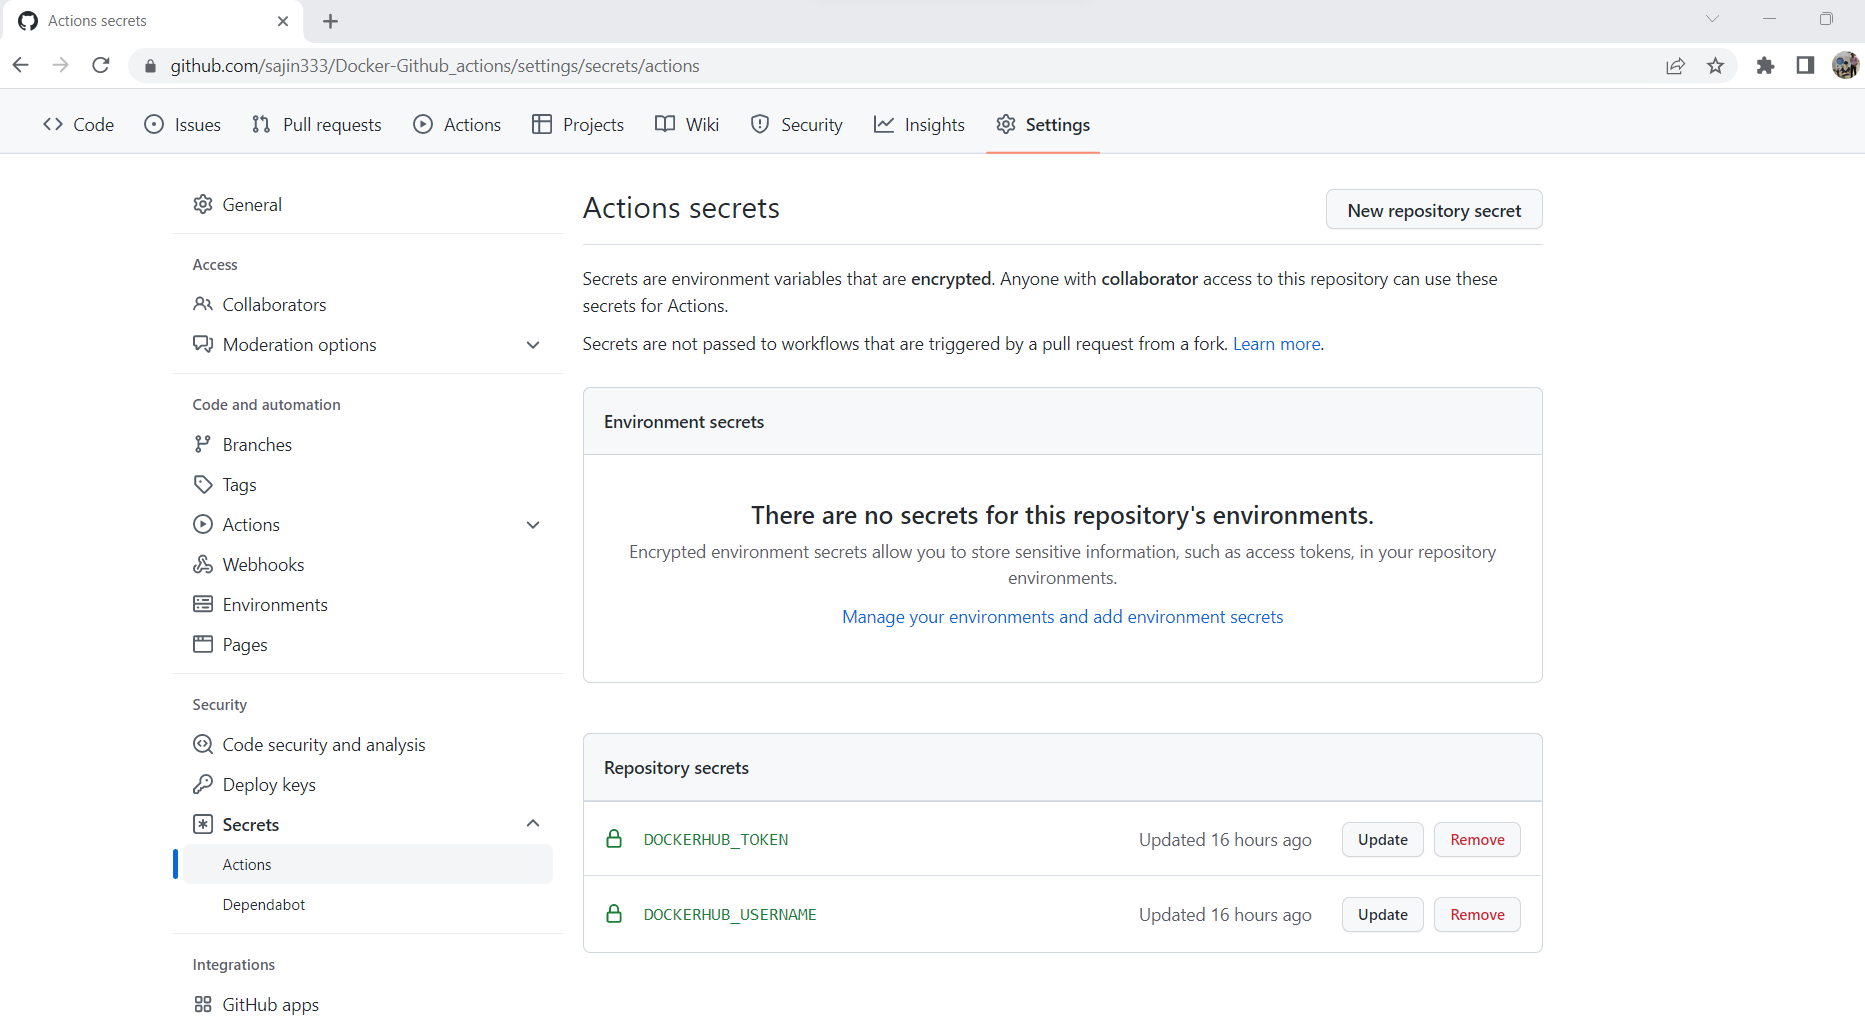 Actions secrets
github.com/sajin333/Docker-Github_actions/settings/secrets/actions
Code Issues Pull requests Actions Projects Wiki Security Insights Settings
General
Access
Collaborators
Moderation options
Code and automation
Branches
Tags
Actions
Webhooks
Environments
Pages
Security
Code security and analysis
Deploy keys
Secrets
Actions
Dependabot
Integrations
GitHub apps
Actions secrets
New repository secret
Secrets are environment variables that are encrypted. Anyone with collaborator access to this repository can use these
secrets for Actions.
Secrets are not passed to workflows that are triggered by a pull request from a fork. Learn more.
Environment secrets
There are no secrets for this repository's environments.
Encrypted environment secrets allow you to store sensitive information, such as access tokens, in your repository
environments.
Manage your environments and add environment secrets
Repository secrets
DOCKERHUB_TOKEN Updated 16 hours ago Update Remove
DOCKERHUB_USERNAME Updated 16 hours ago Update Remove